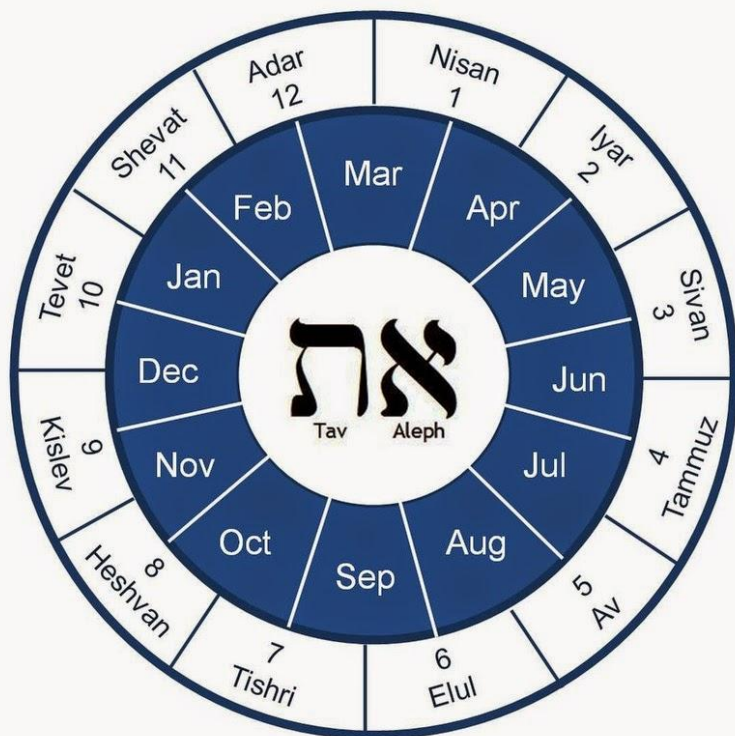 Nisan
1
Iyar
2
Sivan
3
4
Tammuz
5
Av
6
Elul
7
Tishri
8
Heshvan
9
Kislev
Tevet
10
Shevat
11
Adar
12
Mar
Apr
May
Jun
Jul
Aug
Sep
Oct
Nov
Dec
Jan
Feb
את
Tav Aleph